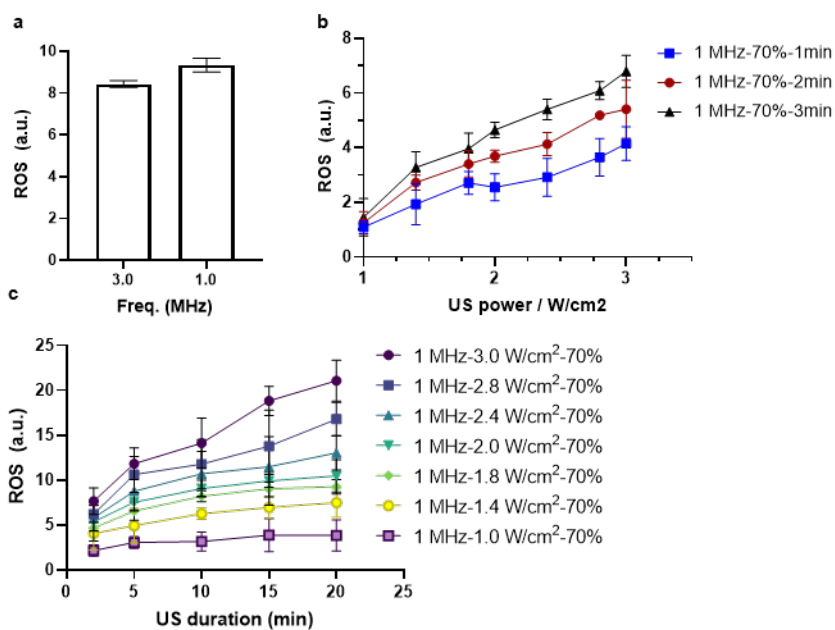 a
10
8
6
4
2
0
ROS (a.u.)
3.0
1.0
Freq. (MHz)
b
8
6
4
2
0
ROS (a.u.)
1
2
3
US power / W/cm2
1 MHz-70%-1min
1 MHz-70%-2min
1 MHz-70%-3min
c
25
20
15
10
5
0
ROS (a.u.)
0
5
10
15
20
25
US duration (min)
1 MHz-3.0 W/cm²-70%
1 MHz-2.8 W/cm²-70%
1 MHz-2.4 W/cm²-70%
1 MHz-2.0 W/cm²-70%
1 MHz-1.8 W/cm²-70%
1 MHz-1.4 W/cm²-70%
1 MHz-1.0 W/cm²-70%